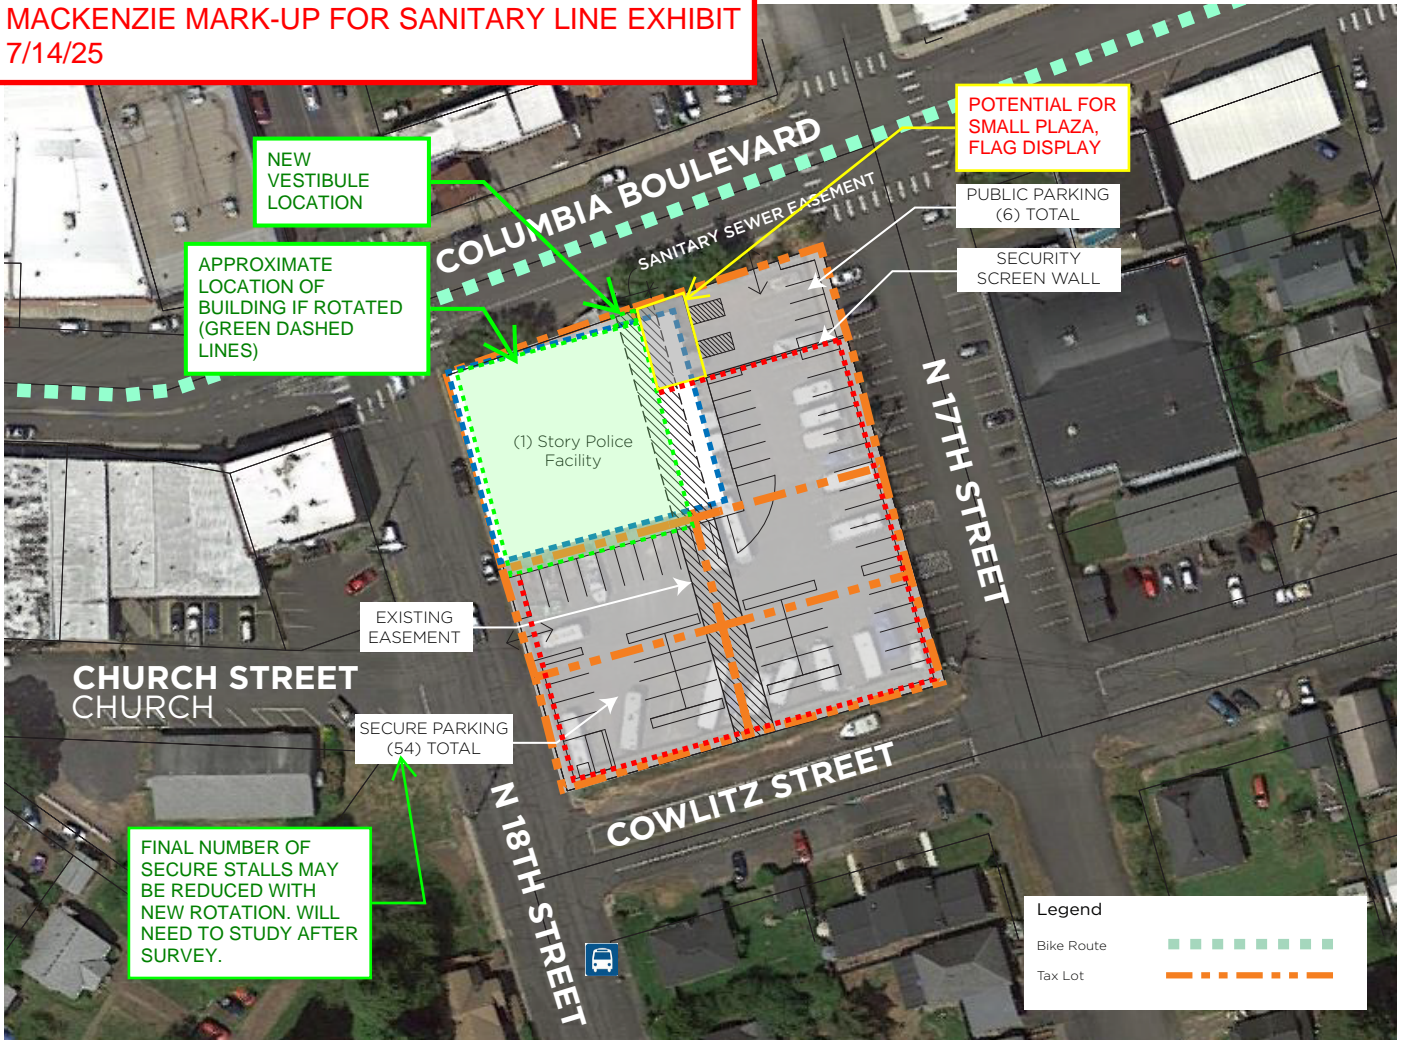 MACKENZIE MARK-UP FOR SANITARY LINE EXHIBIT
7/14/25
NEW
VESTIBULE
LOCATION
POTENTIAL FOR
SMALL PLAZA,
FLAG DISPLAY
COLUMBIA BOULEVARD
SANITARY SEWER EASEMENT
PUBLIC PARKING
(6) TOTAL
SECURITY
SCREEN WALL
APPROXIMATE
LOCATION OF
BUILDING IF ROTATED
(GREEN DASHED
LINES)
(1) Story Police
Facility
N 17TH STREET
EXISTING
EASEMENT
CHURCH STREET
CHURCH
SECURE PARKING
(54) TOTAL
COWLITZ STREET
N 18TH STREET
FINAL NUMBER OF
SECURE STALLS MAY
BE REDUCED WITH
NEW ROTATION. WILL
NEED TO STUDY AFTER
SURVEY.
Legend
Bike Route
Tax Lot